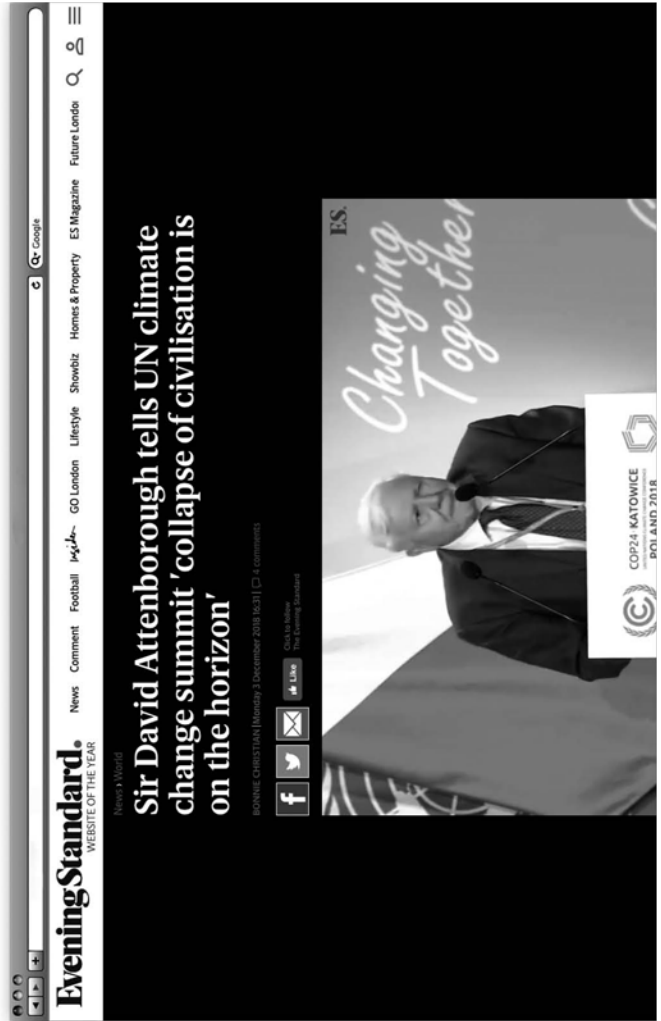 Google
EveningStandard.
WEBSITE OF THE YEAR
News Comment Football Insider GO London Lifestyle Showbiz Homes & Property ES Magazine Future London
News › World
Sir David Attenborough tells UN climate
change summit 'collapse of civilisation is
on the horizon'
BONNIE CHRISTIAN | Monday 3 December 2018 16:31 | 4 comments
f
Like
Click to follow
The Evening Standard
ES.
Changing
Together
COP24·KATOWICE
POLAND 2018